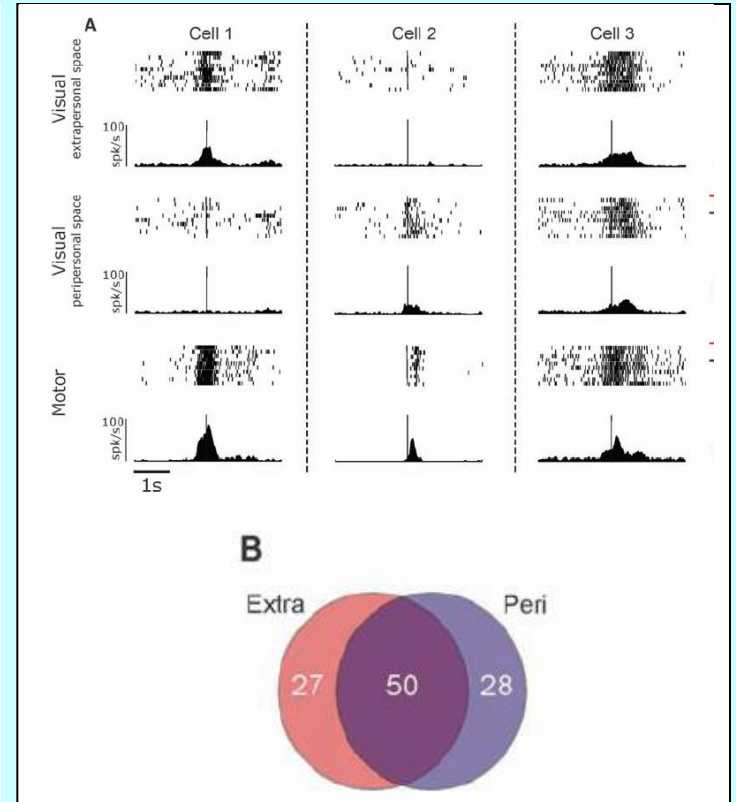 A
Cell 1 Cell 2 Cell 3
Visual
extrapersonal space
100
spk/s
Visual
peripersonal space
100
spk/s
Motor
100
spk/s
1s
B
Extra Peri
27 50 28